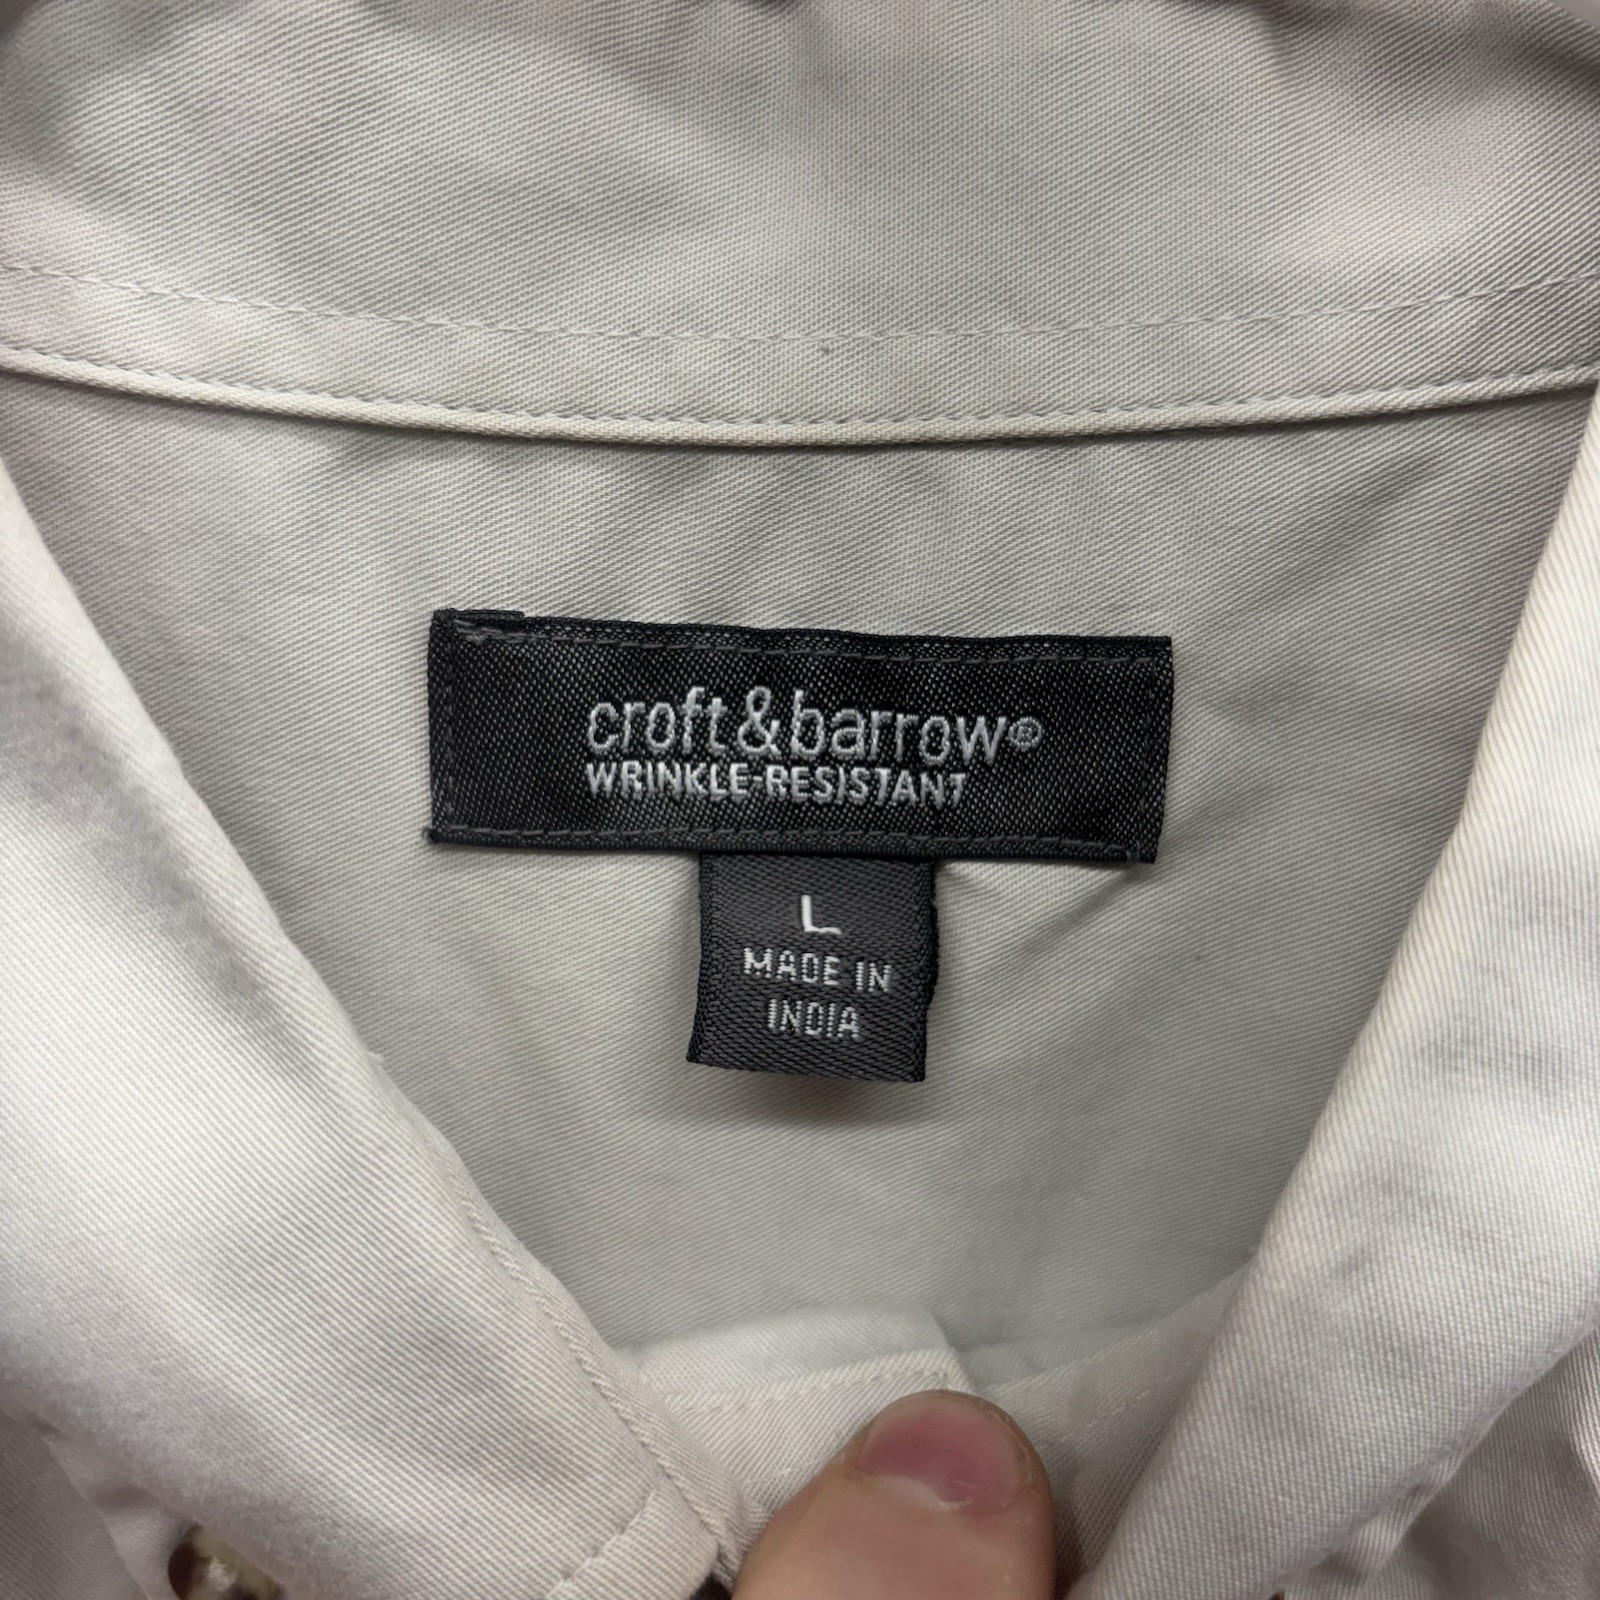 croft&barrow®
WRINKLE-RESISTANT
L
MADE IN
INDIA